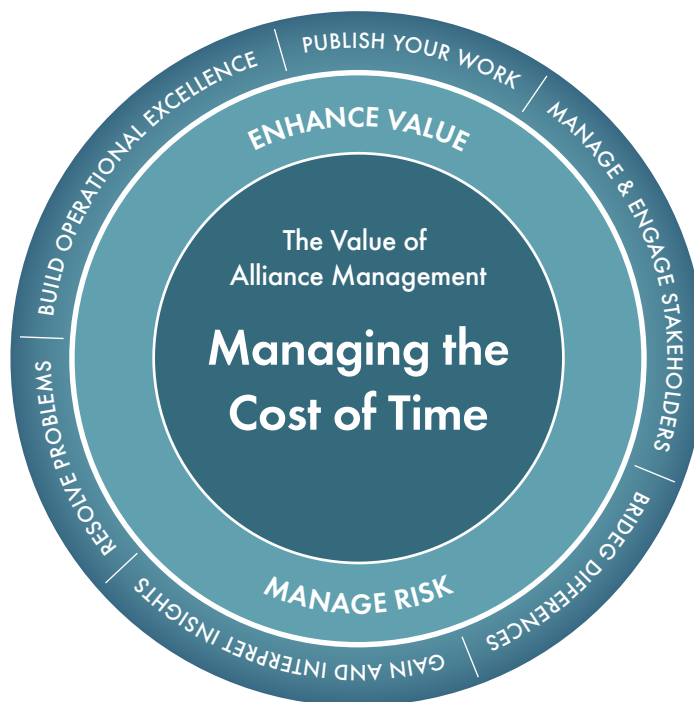 PUBLISH YOUR WORK
MANAGE & ENGAGE STAKEHOLDERS
BRIDEG DIFFERENCES
GAIN AND INTERPRET INSIGHTS
RESOLVE PROBLEMS
BUILD OPERATIONAL EXCELLENCE
ENHANCE VALUE
The Value of
Alliance Management
Managing the
Cost of Time
MANAGE RISK